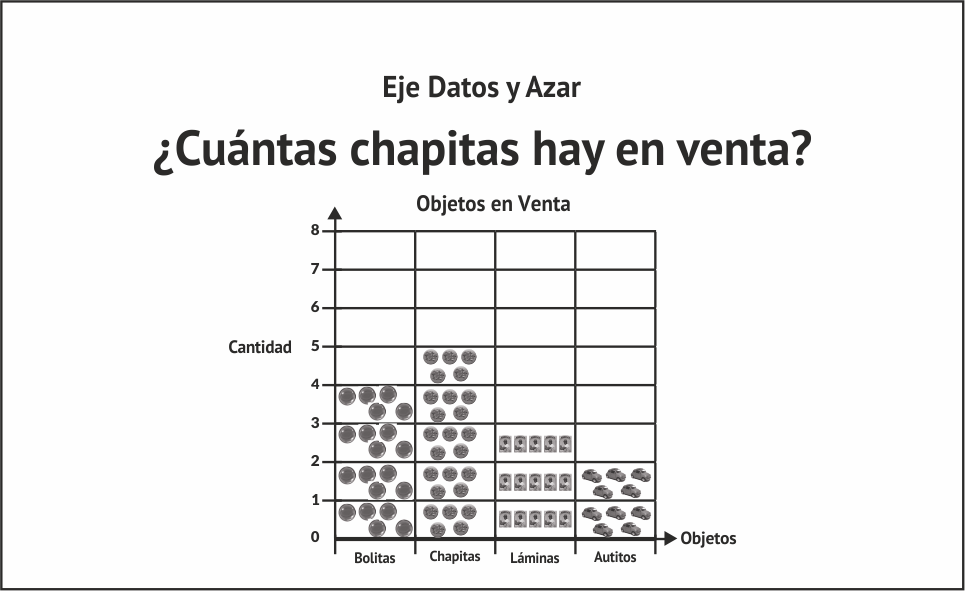 Eje Datos y Azar
¿Cuántas chapitas hay en venta?
Objetos en Venta
8
7
6
Cantidad 5
4
3
2
1
0
Objetos
Bolitas Chapitas Láminas Autitos